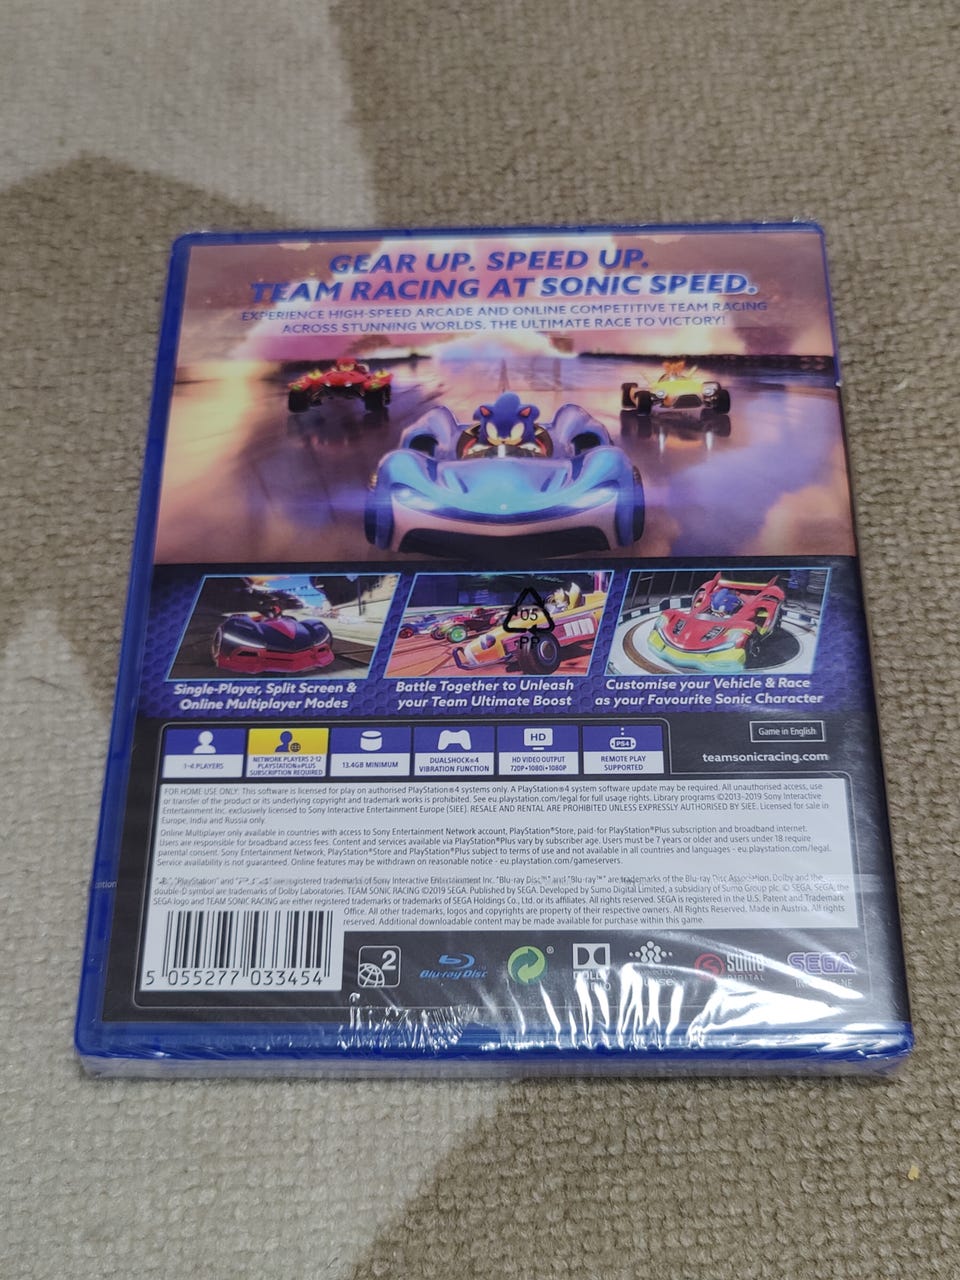 GEAR UP. SPEED UP.
TEAM RACING AT SONIC SPEED.
EXPERIENCE HIGH-SPEED ARCADE AND ONLINE COMPETITIVE TEAM RACING
ACROSS STUNNING WORLDS. THE ULTIMATE RACE TO VICTORY!
05
PP
Single-Player, Split Screen &
Online Multiplayer Modes
Battle Together to Unleash
your Team Ultimate Boost
Customise your Vehicle & Race
as your Favourite Sonic Character
1-4 PLAYERS
NETWORK PLAYERS 2-12
PLAYSTATION®PLUS
SUBSCRIPTION REQUIRED
13.4GB MINIMUM
DUALSHOCK®4
VIBRATION FUNCTION
HD
HD VIDEO OUTPUT
720P•1080i•1080P
PS4
REMOTE PLAY
SUPPORTED
Game in English
teamsonicracing.com
FOR HOME USE ONLY: This software is licensed for play on authorised PlayStation®4 systems only. A PlayStation®4 system software update may be required. All unauthorised access, use
or transfer of the product or its underlying copyright and trademark works is prohibited. See eu.playstation.com/legal for full usage rights. Library programs ©2013-2019 Sony Interactive
Entertainment Inc. exclusively licensed to Sony Interactive Entertainment Europe (SIEE). RESALE AND RENTAL ARE PROHIBITED UNLESS EXPRESSLY AUTHORISED BY SIEE. Licensed for sale in
Europe, India and Russia only.
Online Multiplayer only available in countries with access to Sony Entertainment Network account, PlayStation®Store, paid-for PlayStation®Plus subscription and broadband internet.
Users are responsible for broadband access fees. Content and services available via PlayStation®Plus vary by subscriber age. Users must be 7 years or older and users under 18 require
parental consent. Sony Entertainment Network, PlayStation®Store and PlayStation®Plus subject to terms of use and not available in all countries and languages - eu.playstation.com/legal.
Service availability is not guaranteed. Online features may be withdrawn on reasonable notice - eu.playstation.com/gameservers.
"PlayStation" and are registered trademarks of Sony Interactive Entertainment Inc. "Blu-ray Disc™" and "Blu-ray™" are trademarks of the Blu-ray Disc Association. Dolby and the
double-D symbol are trademarks of Dolby Laboratories. TEAM SONIC RACING ©2019 SEGA. Published by SEGA. Developed by Sumo Digital Limited, a subsidiary of Sumo Group plc. © SEGA. SEGA, the
SEGA logo and TEAM SONIC RACING are either registered trademarks or trademarks of SEGA Holdings Co., Ltd. or its affiliates. All rights reserved. SEGA is registered in the U.S. Patent and Trademark
Office. All other trademarks, logos and copyrights are property of their respective owners. All Rights Reserved. Made in Austria. All rights
reserved. Additional downloadable content may be made available for purchase within this game.
5 055277 033454
2
Blu-ray Disc
®
DOLBY
sumo
DIGITAL
SEGA